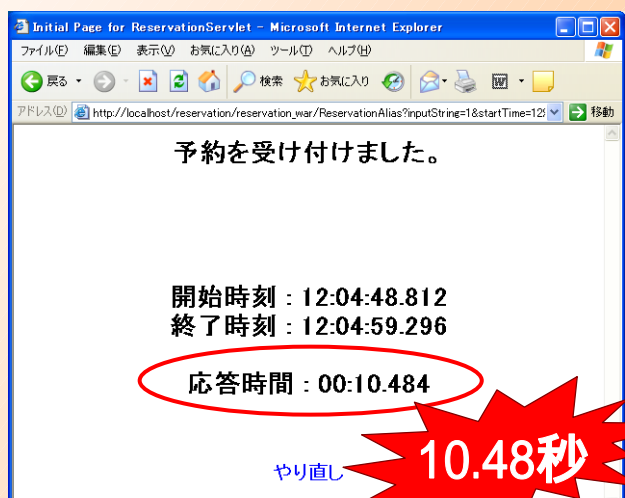 Initial Page for ReservationServlet - Microsoft Internet Explorer
ファイル(F) 編集(E) 表示(V) お気に入り(A) ツール(T) ヘルプ(H)
戻る 検索 お気に入り
アドレス(D) http://localhost/reservation/reservation_war/ReservationAlias?inputString=1&startTime=129 移動
予約を受け付けました。
開始時刻 : 12:04:48.812
終了時刻 : 12:04:59.296
応答時間 : 00:10.484
10.48秒
やり直し